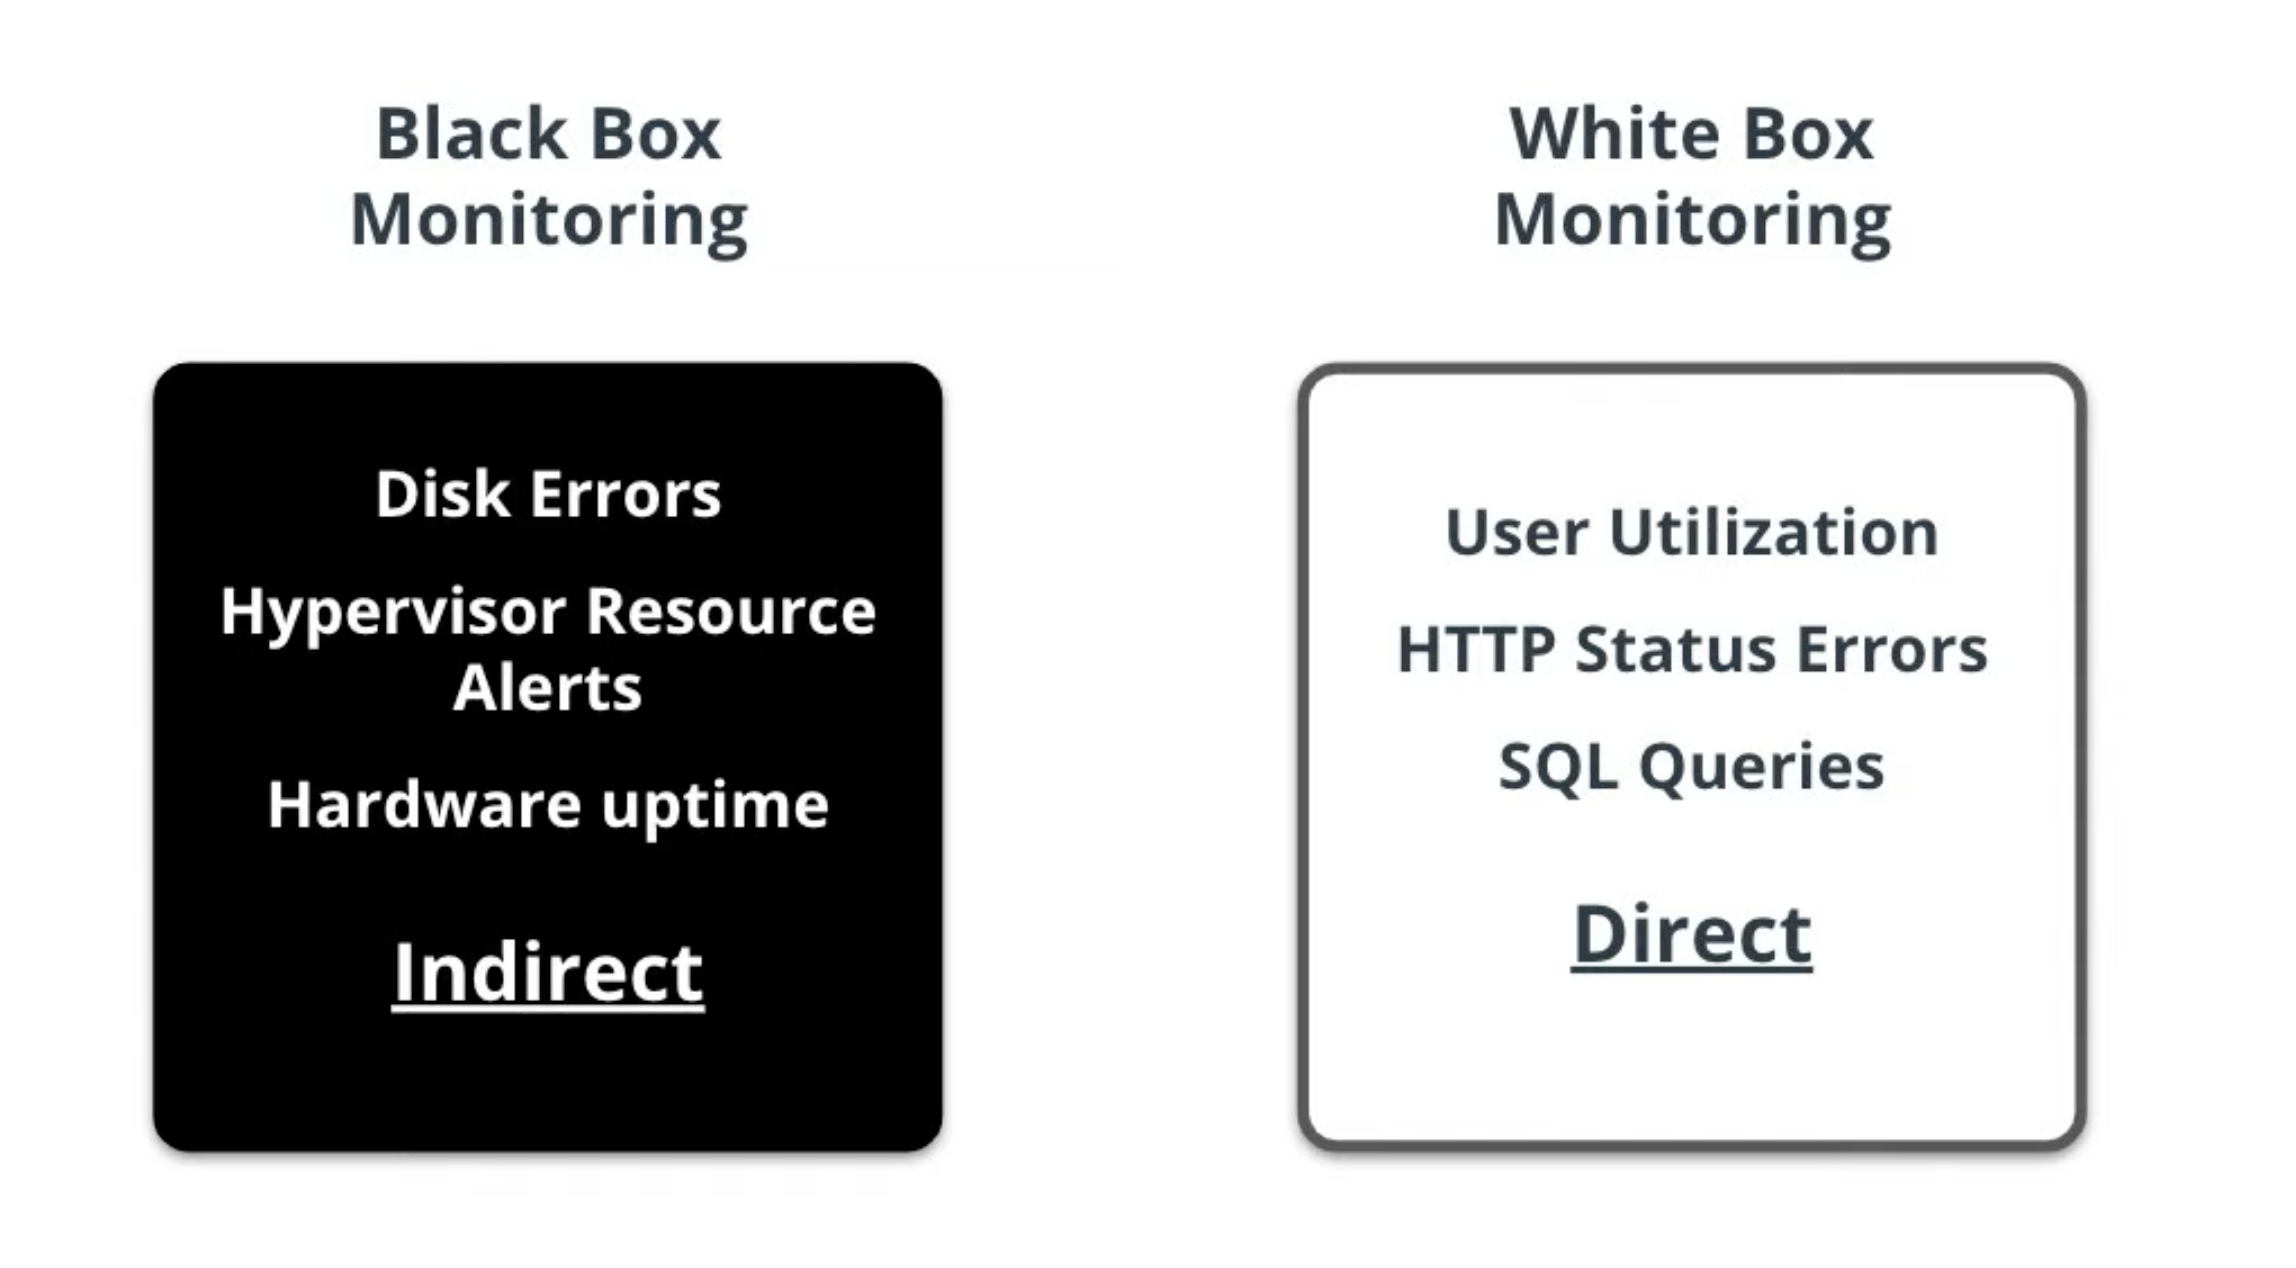 Black Box
Monitoring
Disk Errors
Hypervisor Resource
Alerts
Hardware uptime
Indirect
White Box
Monitoring
User Utilization
HTTP Status Errors
SQL Queries
Direct